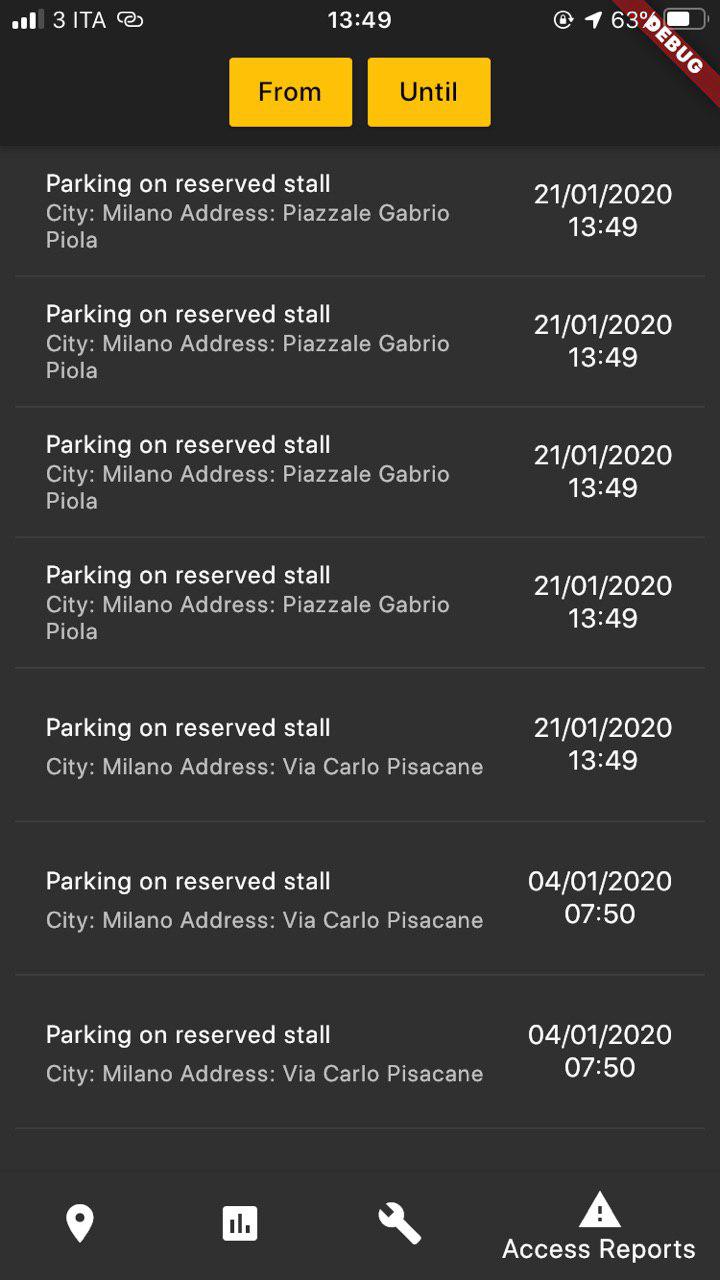 3 ITA 13:49 63%
DEBUG
From Until
Parking on reserved stall
City: Milano Address: Piazzale Gabrio
Piola
21/01/2020
13:49
Parking on reserved stall
City: Milano Address: Piazzale Gabrio
Piola
21/01/2020
13:49
Parking on reserved stall
City: Milano Address: Piazzale Gabrio
Piola
21/01/2020
13:49
Parking on reserved stall
City: Milano Address: Piazzale Gabrio
Piola
21/01/2020
13:49
Parking on reserved stall
City: Milano Address: Via Carlo Pisacane
21/01/2020
13:49
Parking on reserved stall
City: Milano Address: Via Carlo Pisacane
04/01/2020
07:50
Parking on reserved stall
City: Milano Address: Via Carlo Pisacane
04/01/2020
07:50
Access Reports